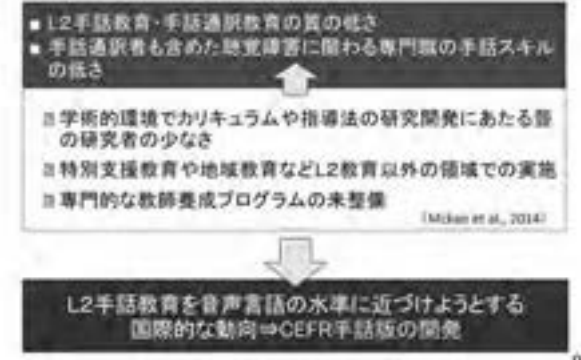 ■ L2手話教育・手話通訳教育の質の低さ
■ 手話通訳者も含めた聴覚障害に関わる専門職の手話スキル
の低さ
学術的環境でカリキュラムや指導法の研究開発にあたる聾
の研究者の少なさ
特別支援教育や地域教育などL2教育以外の領域での実施
専門的な教師養成プログラムの未整備
et al., 2014)
L2手話教育を音声言語の水準に近づけようとする
国際的な動向⇒CEFR手話版の開発